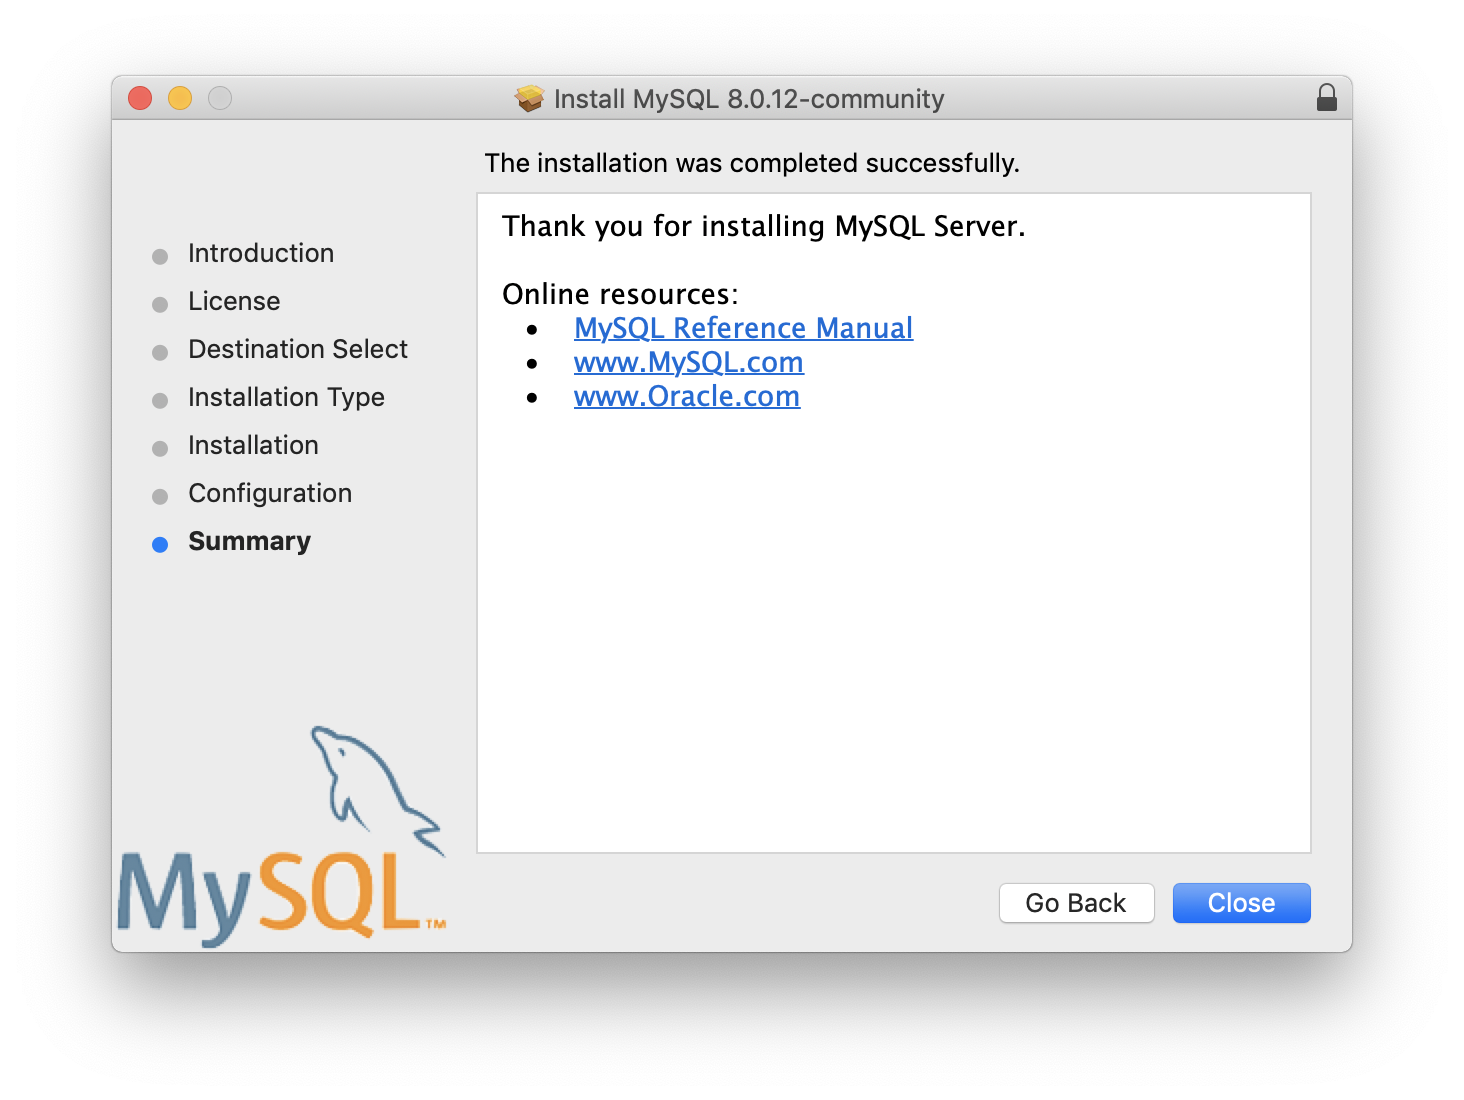 Install MySQL 8.0.12-community
The installation was completed successfully.
Introduction
License
Destination Select
Installation Type
Installation
Configuration
Summary
Thank you for installing MySQL Server.
Online resources:
• MySQL Reference Manual
• www.MySQL.com
• www.Oracle.com
MySQL™
Go Back
Close